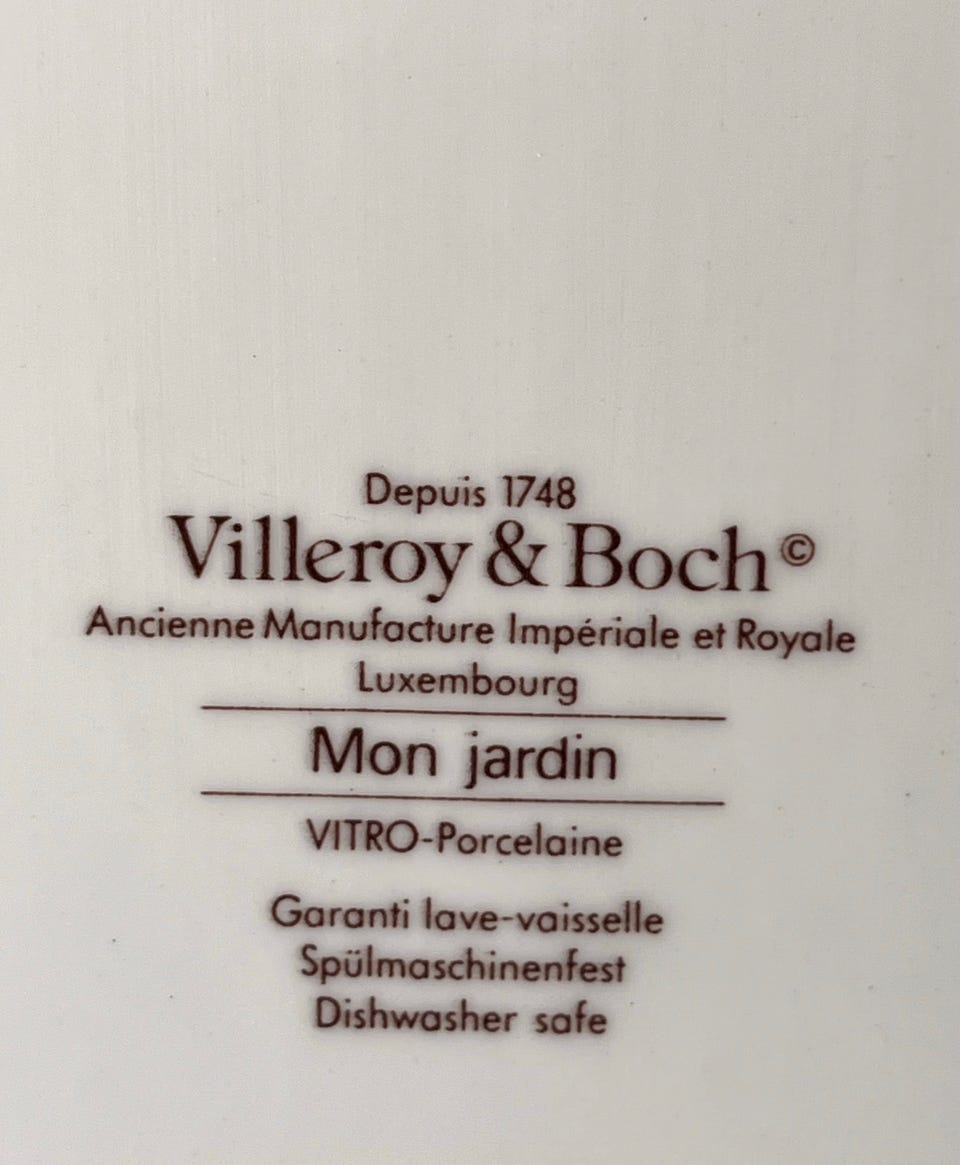 Depuis 1748
Villeroy & Boch©
Ancienne Manufacture Impériale et Royale
Luxembourg
Mon jardin
VITRO-Porcelaine
Garanti lave-vaisselle
Spülmaschinenfest
Dishwasher safe